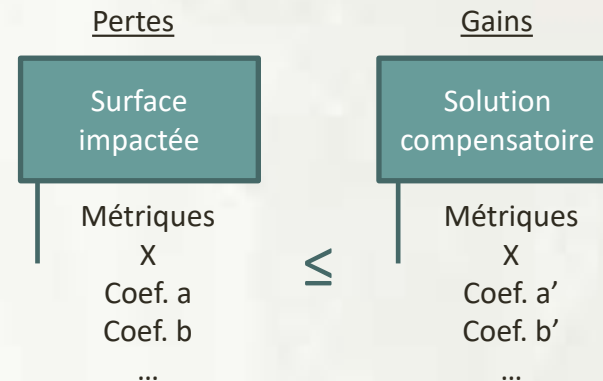 Pertes
Surface
impactée
Métriques
X
Coef. a
Coef. b
…
≤
Gains
Solution
compensatoire
Métriques
X
Coef. a’
Coef. b’
…